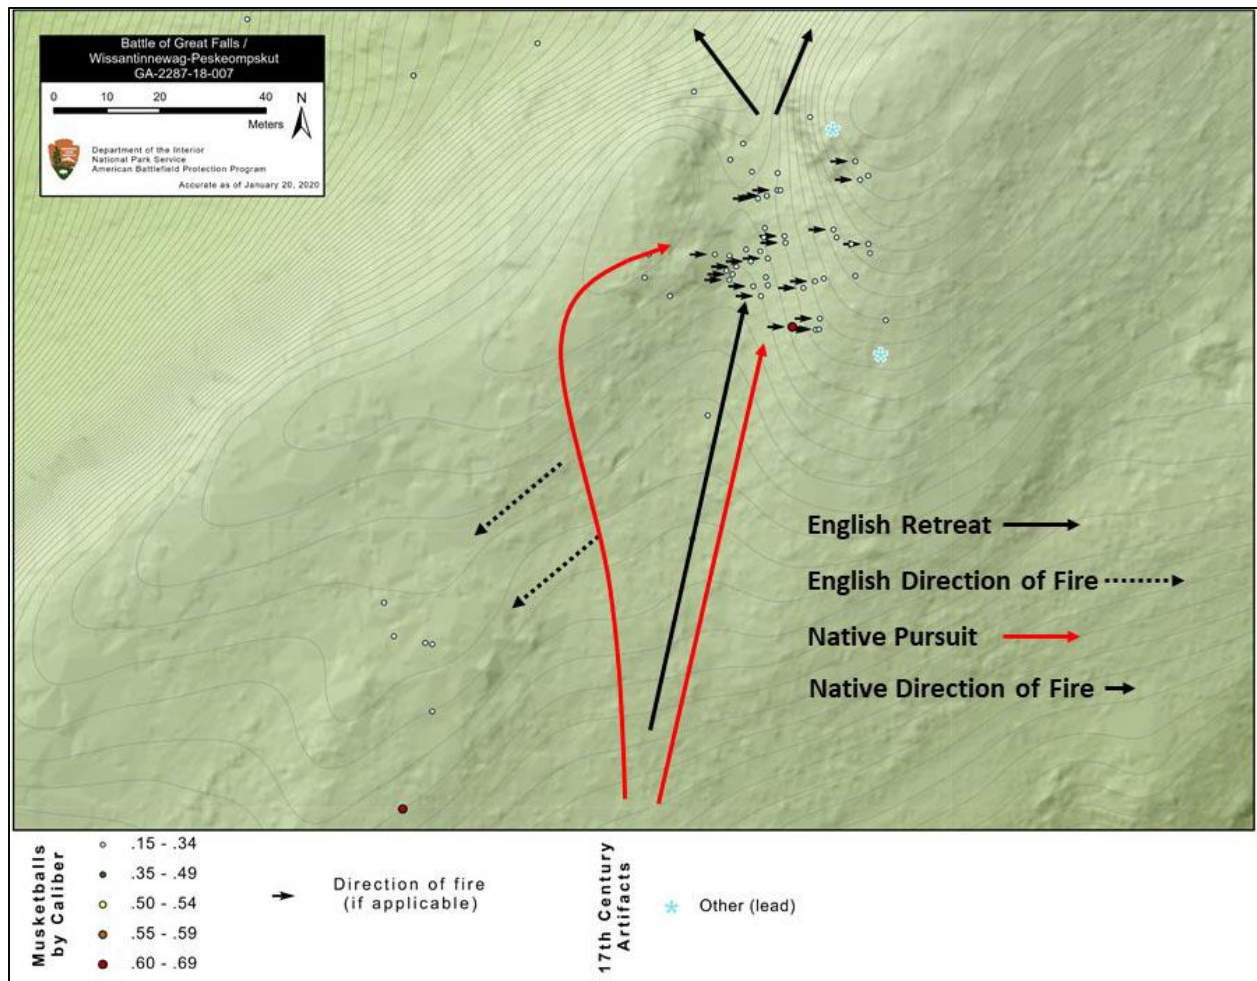 Battle of Great Falls /
Wissantinnewag-Peskeompskut
GA-2287-18-007
0 10 20 40
Meters
N
Department of the Interior
National Park Service
American Battlefield Protection Program
Accurate as of January 20, 2020
English Retreat
English Direction of Fire
Native Pursuit
Native Direction of Fire
Musketballs
by Caliber
.15 - .34
.35 - .49
.50 - .54
.55 - .59
.60 - .69
Direction of fire
(if applicable)
17th Century
Artifacts
Other (lead)